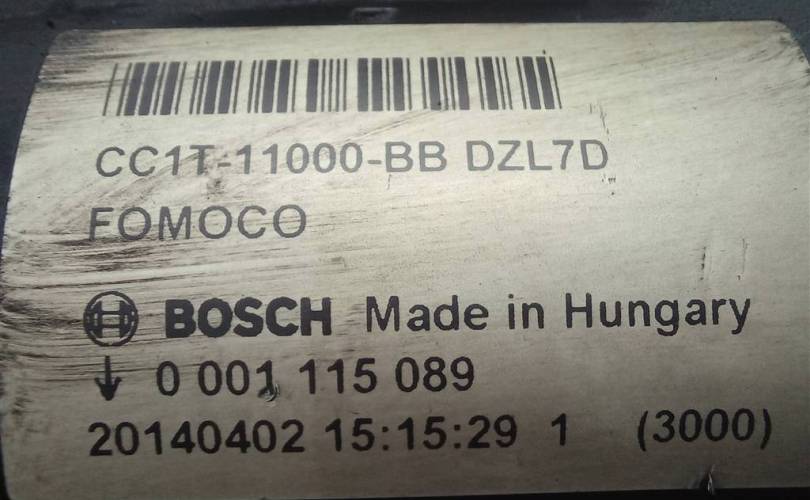 CC1T-11000-BB DZL7D
FOMOCO
BOSCH Made in Hungary
↓ 0 001 115 089
20140402 15:15:29 1 (3000)